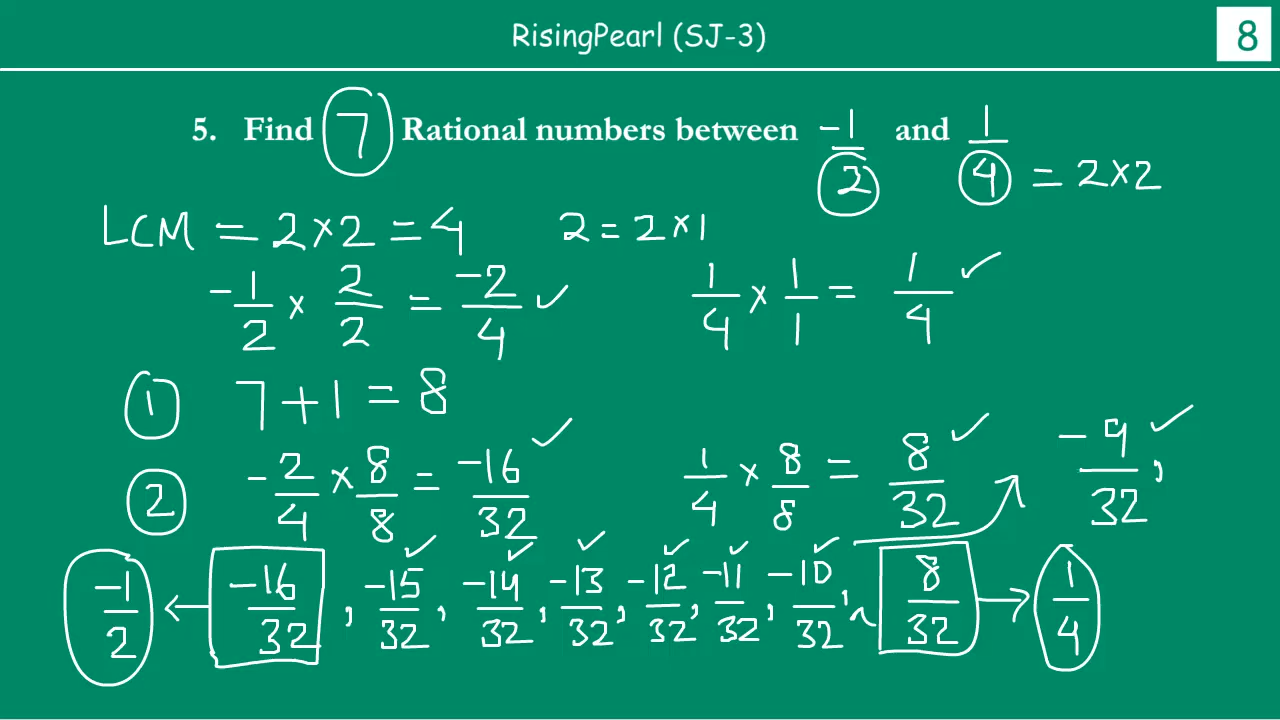 RisingPearl (SJ-3)
8
5. Find 7 Rational numbers between -1/2 and 1/4 = 2×2
LCM = 2×2 = 4 2 = 2×1
-1/2 × 2/2 = -2/4 ✓ 1/4 × 1/1 = 1/4 ✓
1 7+1 = 8
2 -2/4 × 8/8 = -16/32 ✓ 1/4 × 8/8 = 8/32 ✓ -9/32, ✓
-1/2 ← -16/32, -15/32 ✓, -14/32 ✓, -13/32 ✓, -12/32 ✓, -11/32 ✓, -10/32 ✓, 8/32 → 1/4